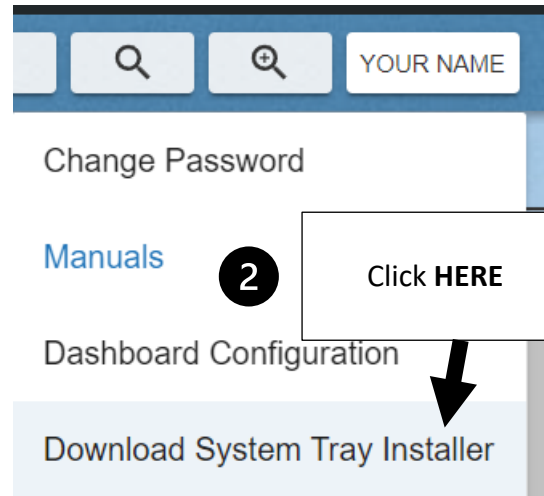 YOUR NAME
Change Password
Manuals
2
Click HERE
Dashboard Configuration
Download System Tray Installer